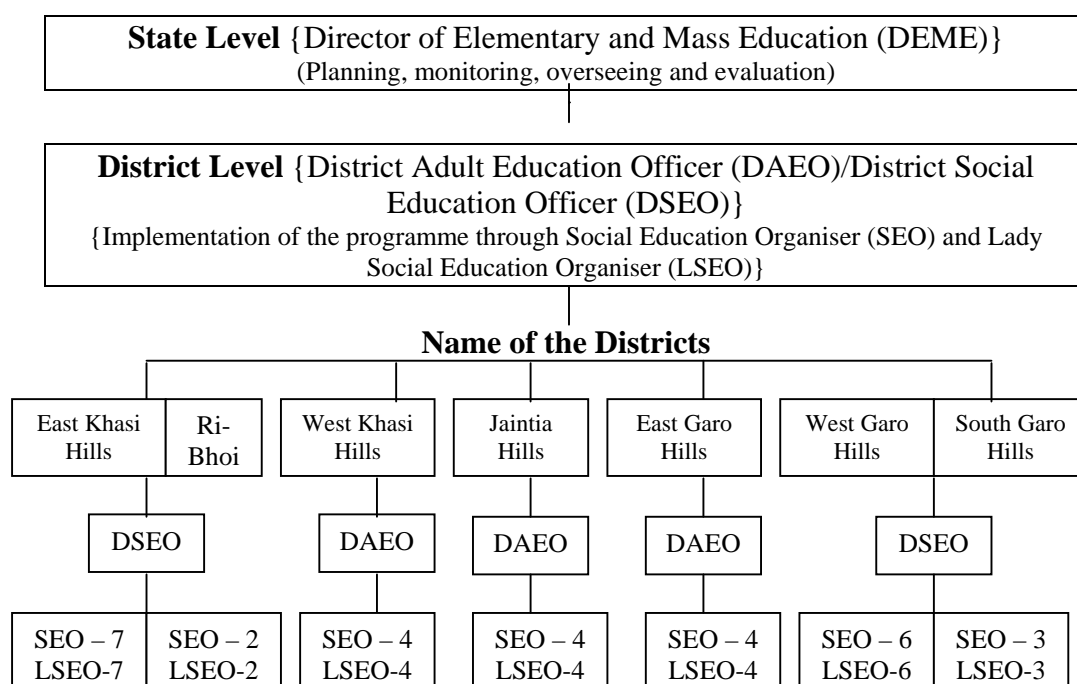 State Level {Director of Elementary and Mass Education (DEME)}
(Planning, monitoring, overseeing and evaluation)
District Level {District Adult Education Officer (DAEO)/District Social
Education Officer (DSEO)}
{Implementation of the programme through Social Education Organiser (SEO) and Lady
Social Education Organiser (LSEO)}
Name of the Districts
East Khasi
Hills
Ri-
Bhoi
West Khasi
Hills
Jaintia
Hills
East Garo
Hills
West Garo
Hills
South Garo
Hills
DSEO
DAEO
DAEO
DAEO
DSEO
SEO – 7
LSEO-7
SEO – 2
LSEO-2
SEO – 4
LSEO-4
SEO – 4
LSEO-4
SEO – 4
LSEO-4
SEO – 6
LSEO-6
SEO – 3
LSEO-3